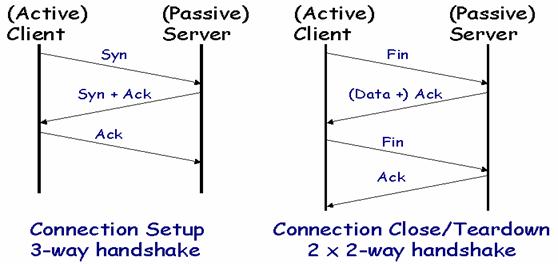 (Active)
Client
(Passive)
Server
Syn
Syn + Ack
Ack
Connection Setup
3-way handshake
(Active)
Client
(Passive)
Server
Fin
(Data +) Ack
Fin
Ack
Connection Close/Teardown
2 x 2-way handshake